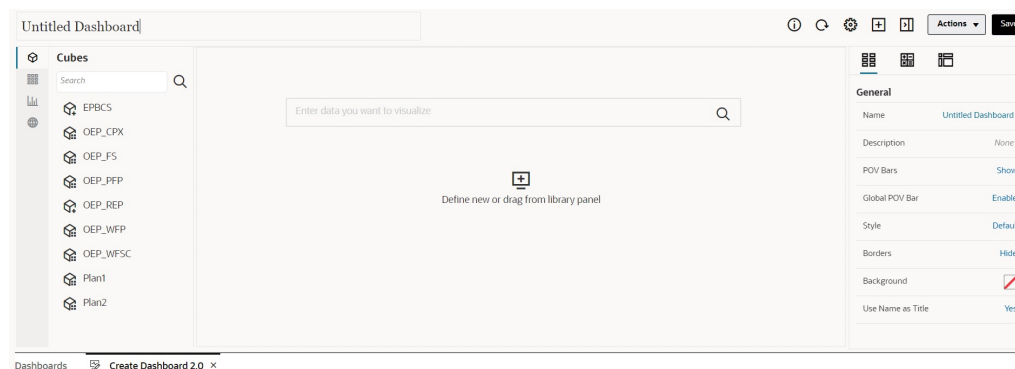 Untitled Dashboard
Actions
Save
Cubes
Search
EPBCS
OEP_CPX
OEP_FS
OEP_PFP
OEP_REP
OEP_WFP
OEP_WFSC
Plan1
Plan2
Enter data you want to visualize
Define new or drag from library panel
General
Name Untitled Dashboard
Description None
POV Bars Show
Global POV Bar Enable
Style Defaul
Borders Hide
Background
Use Name as Title Yes
Dashboards Create Dashboard 2.0 ×